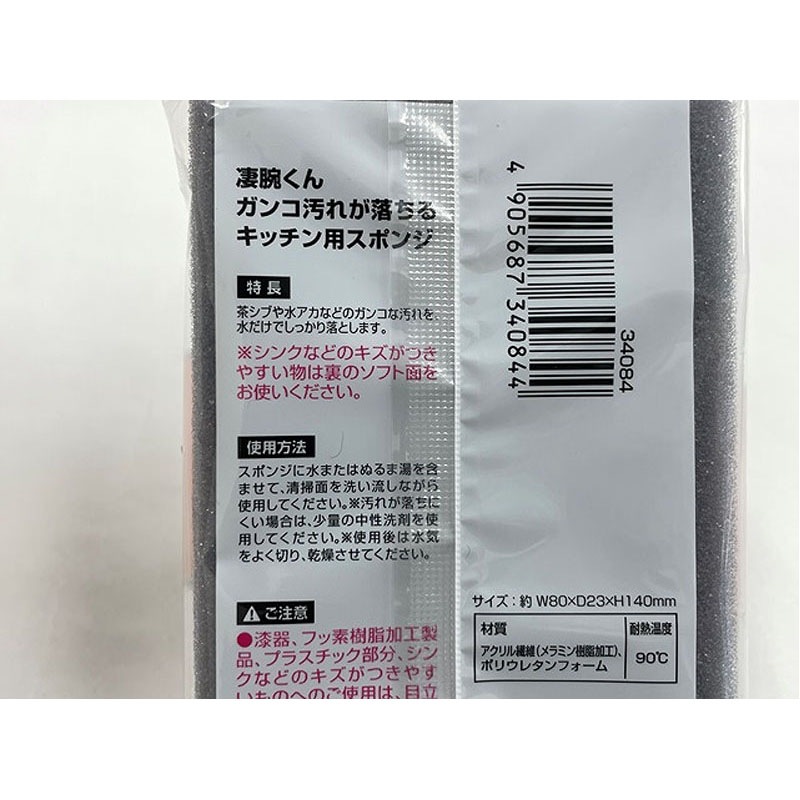 凄腕くん
ガンコ汚れが落ちる
キッチン用スポンジ
特長
茶シブや水アカなどのガンコな汚れを、
水だけでしっかり落とします。
※シンクなどのキズがつき
やすい物は裏のソフト面を
お使いください。
使用方法
スポンジに水またはぬるま湯を含
ませて、清掃面を洗い流しながら
使用してください。※汚れが落ちに
くい場合は、少量の中性洗剤を使
用してください。※使用後は水気
をよく切り、乾燥させてください。
ご注意
●漆器、フッ素樹脂加工製
品、プラスチック部分、シン
クなどのキズがつきやす
いものへのご使用は、目立
4 905687 340844
34084
サイズ：約 W80×D23×H140mm
材質
アクリル繊維（メラミン樹脂加工）、
ポリウレタンフォーム
耐熱温度
90℃